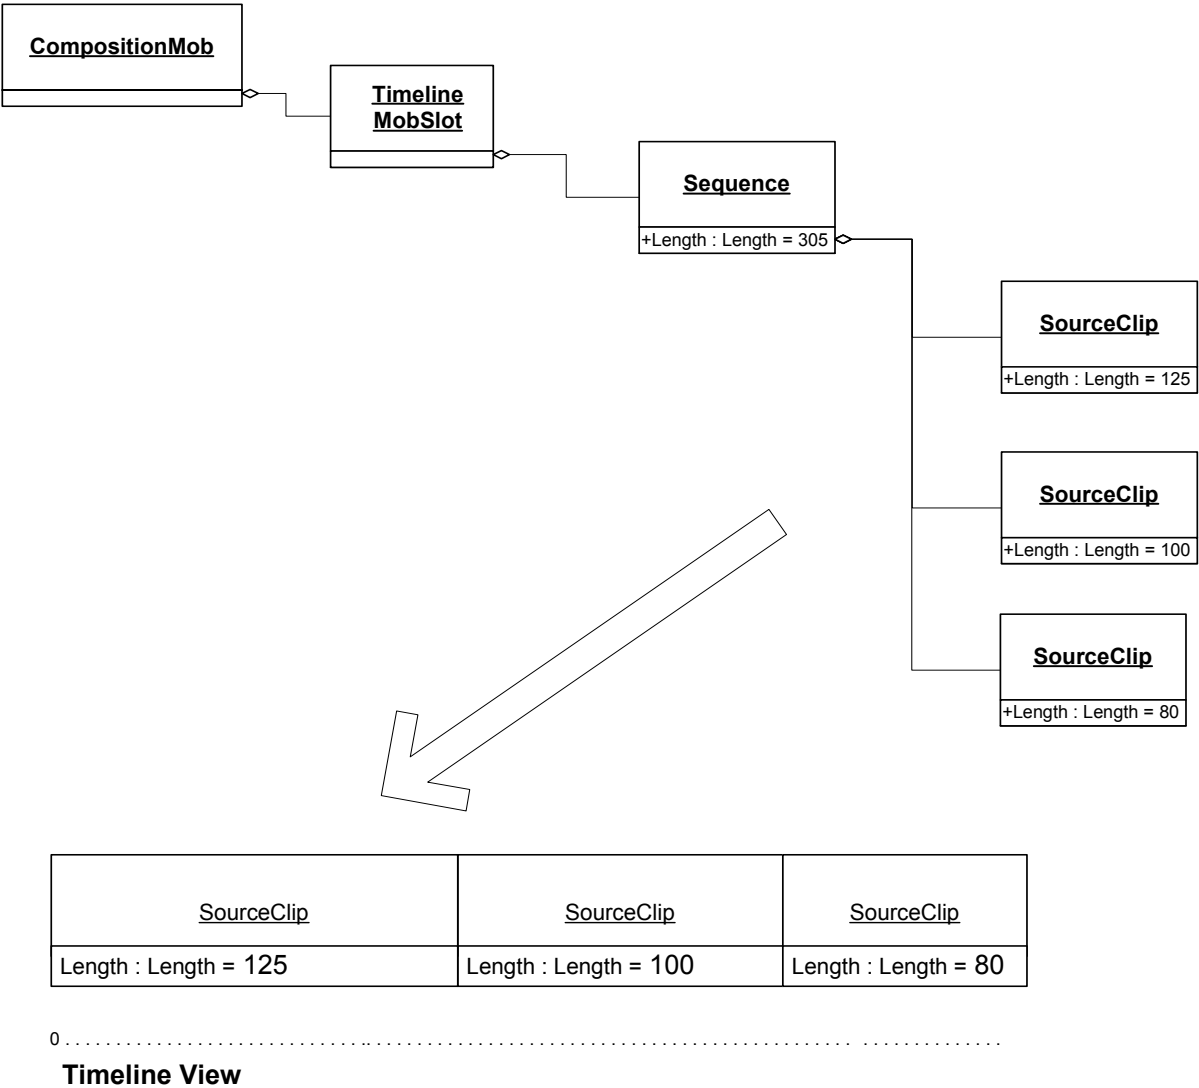 CompositionMob
Timeline
MobSlot
Sequence
+Length : Length = 305
SourceClip
+Length : Length = 125
SourceClip
+Length : Length = 100
SourceClip
+Length : Length = 80
SourceClip
SourceClip
SourceClip
Length : Length = 125
Length : Length = 100
Length : Length = 80
0 . . . . . . . . . . . . . . . . . . . . . . . . . . . . .. . . . . . . . . . . . . . . . . . . . . . . . . . . . . . . . . . . . . . . . . . . . . . . . . . . . . . . . . . .
Timeline View